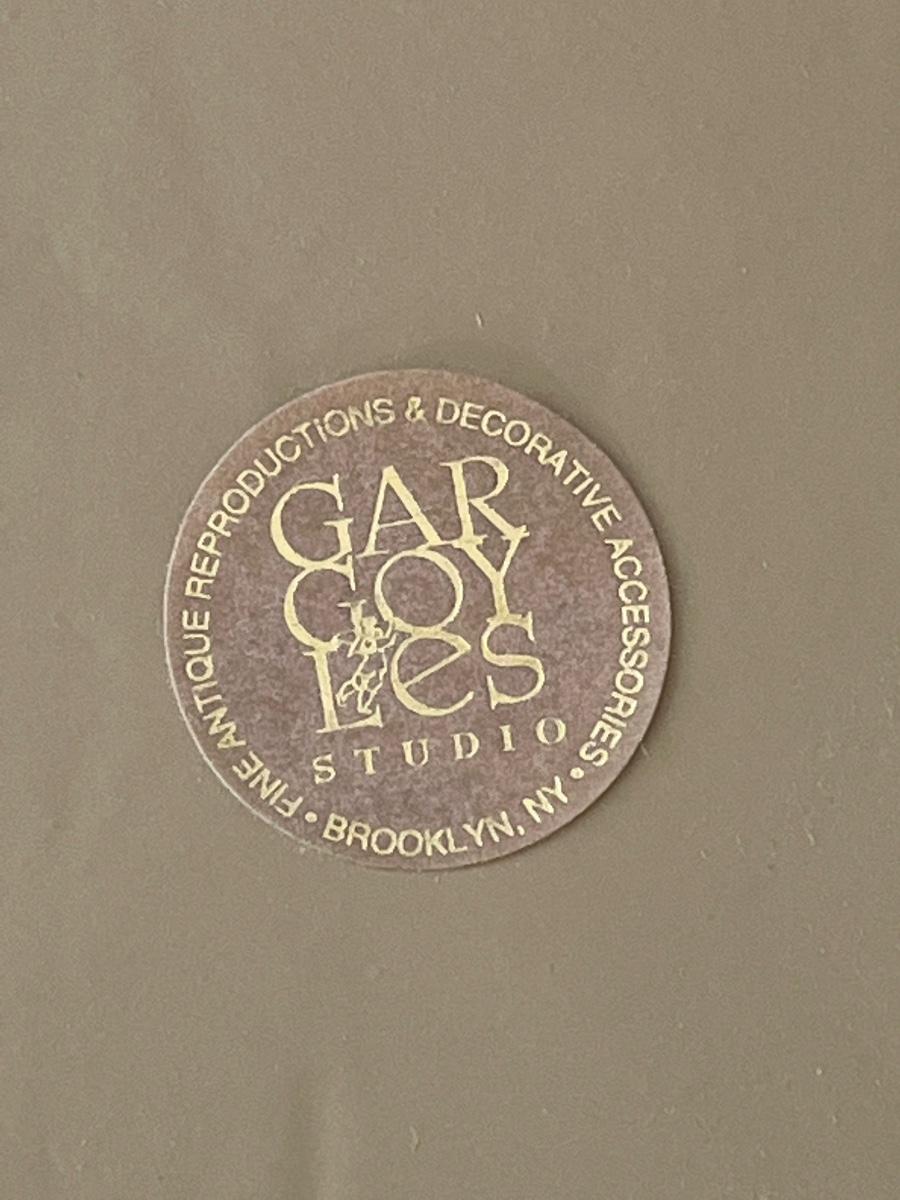 FINE ANTIQUE REPRODUCTIONS & DECORATIVE ACCESSORIES •
GAR
GOY
Les
STUDIO
• BROOKLYN, NY